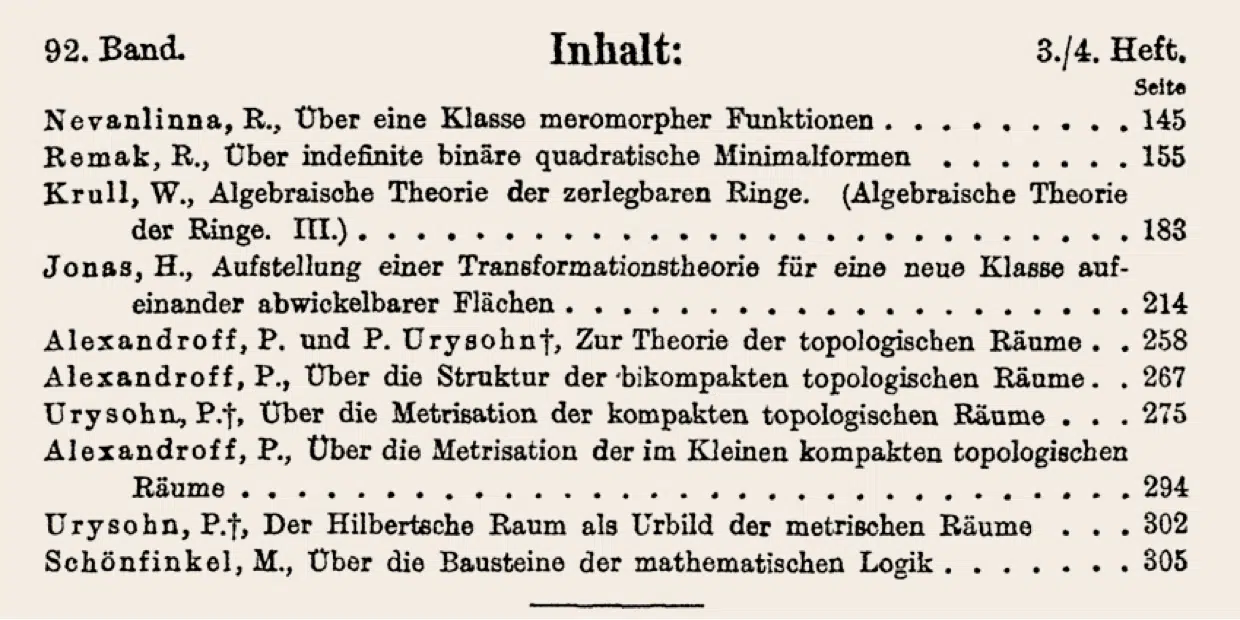 92. Band. Inhalt: 3./4. Heft.
Seite
Nevanlinna, R., Über eine Klasse meromorpher Funktionen . . . . . . . . . 145
Remak, R., Über indefinite binäre quadratische Minimalformen . . . . . . . 155
Krull, W., Algebraische Theorie der zerlegbaren Ringe. (Algebraische Theorie
der Ringe. III.) . . . . . . . . . . . . . . . . . . . . . . . . . . . 183
Jonas, H., Aufstellung einer Transformationstheorie für eine neue Klasse auf-
einander abwickelbarer Flächen . . . . . . . . . . . . . . . . . . . . 214
Alexandroff, P. und P. Urysohn†, Zur Theorie der topologischen Räume . . 258
Alexandroff, P., Über die Struktur der bikompakten topologischen Räume . . 267
Urysohn, P.†, Über die Metrisation der kompakten topologischen Räume . . . 275
Alexandroff, P., Über die Metrisation der im Kleinen kompakten topologischen
Räume . . . . . . . . . . . . . . . . . . . . . . . . . . . . . . . 294
Urysohn, P.†, Der Hilbertsche Raum als Urbild der metrischen Räume . . . 302
Schönfinkel, M., Über die Bausteine der mathematischen Logik . . . . . . . 305